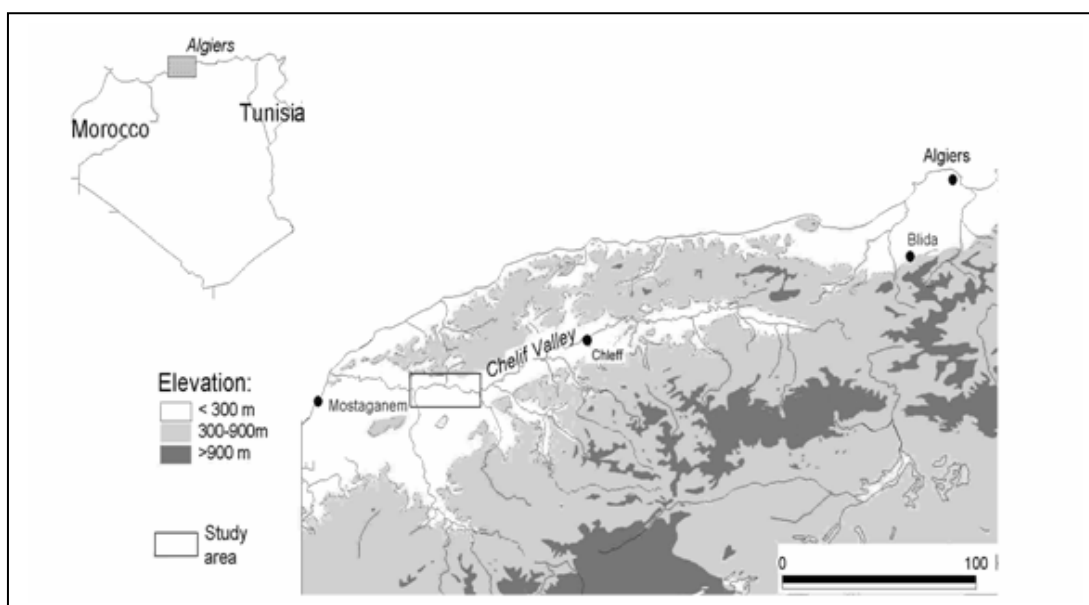 Algiers
Morocco
Tunisia
Algiers
Blida
Chelif Valley
Chleff
Mostaganem
Elevation:
< 300 m
300-900m
>900 m
Study
area
0
100